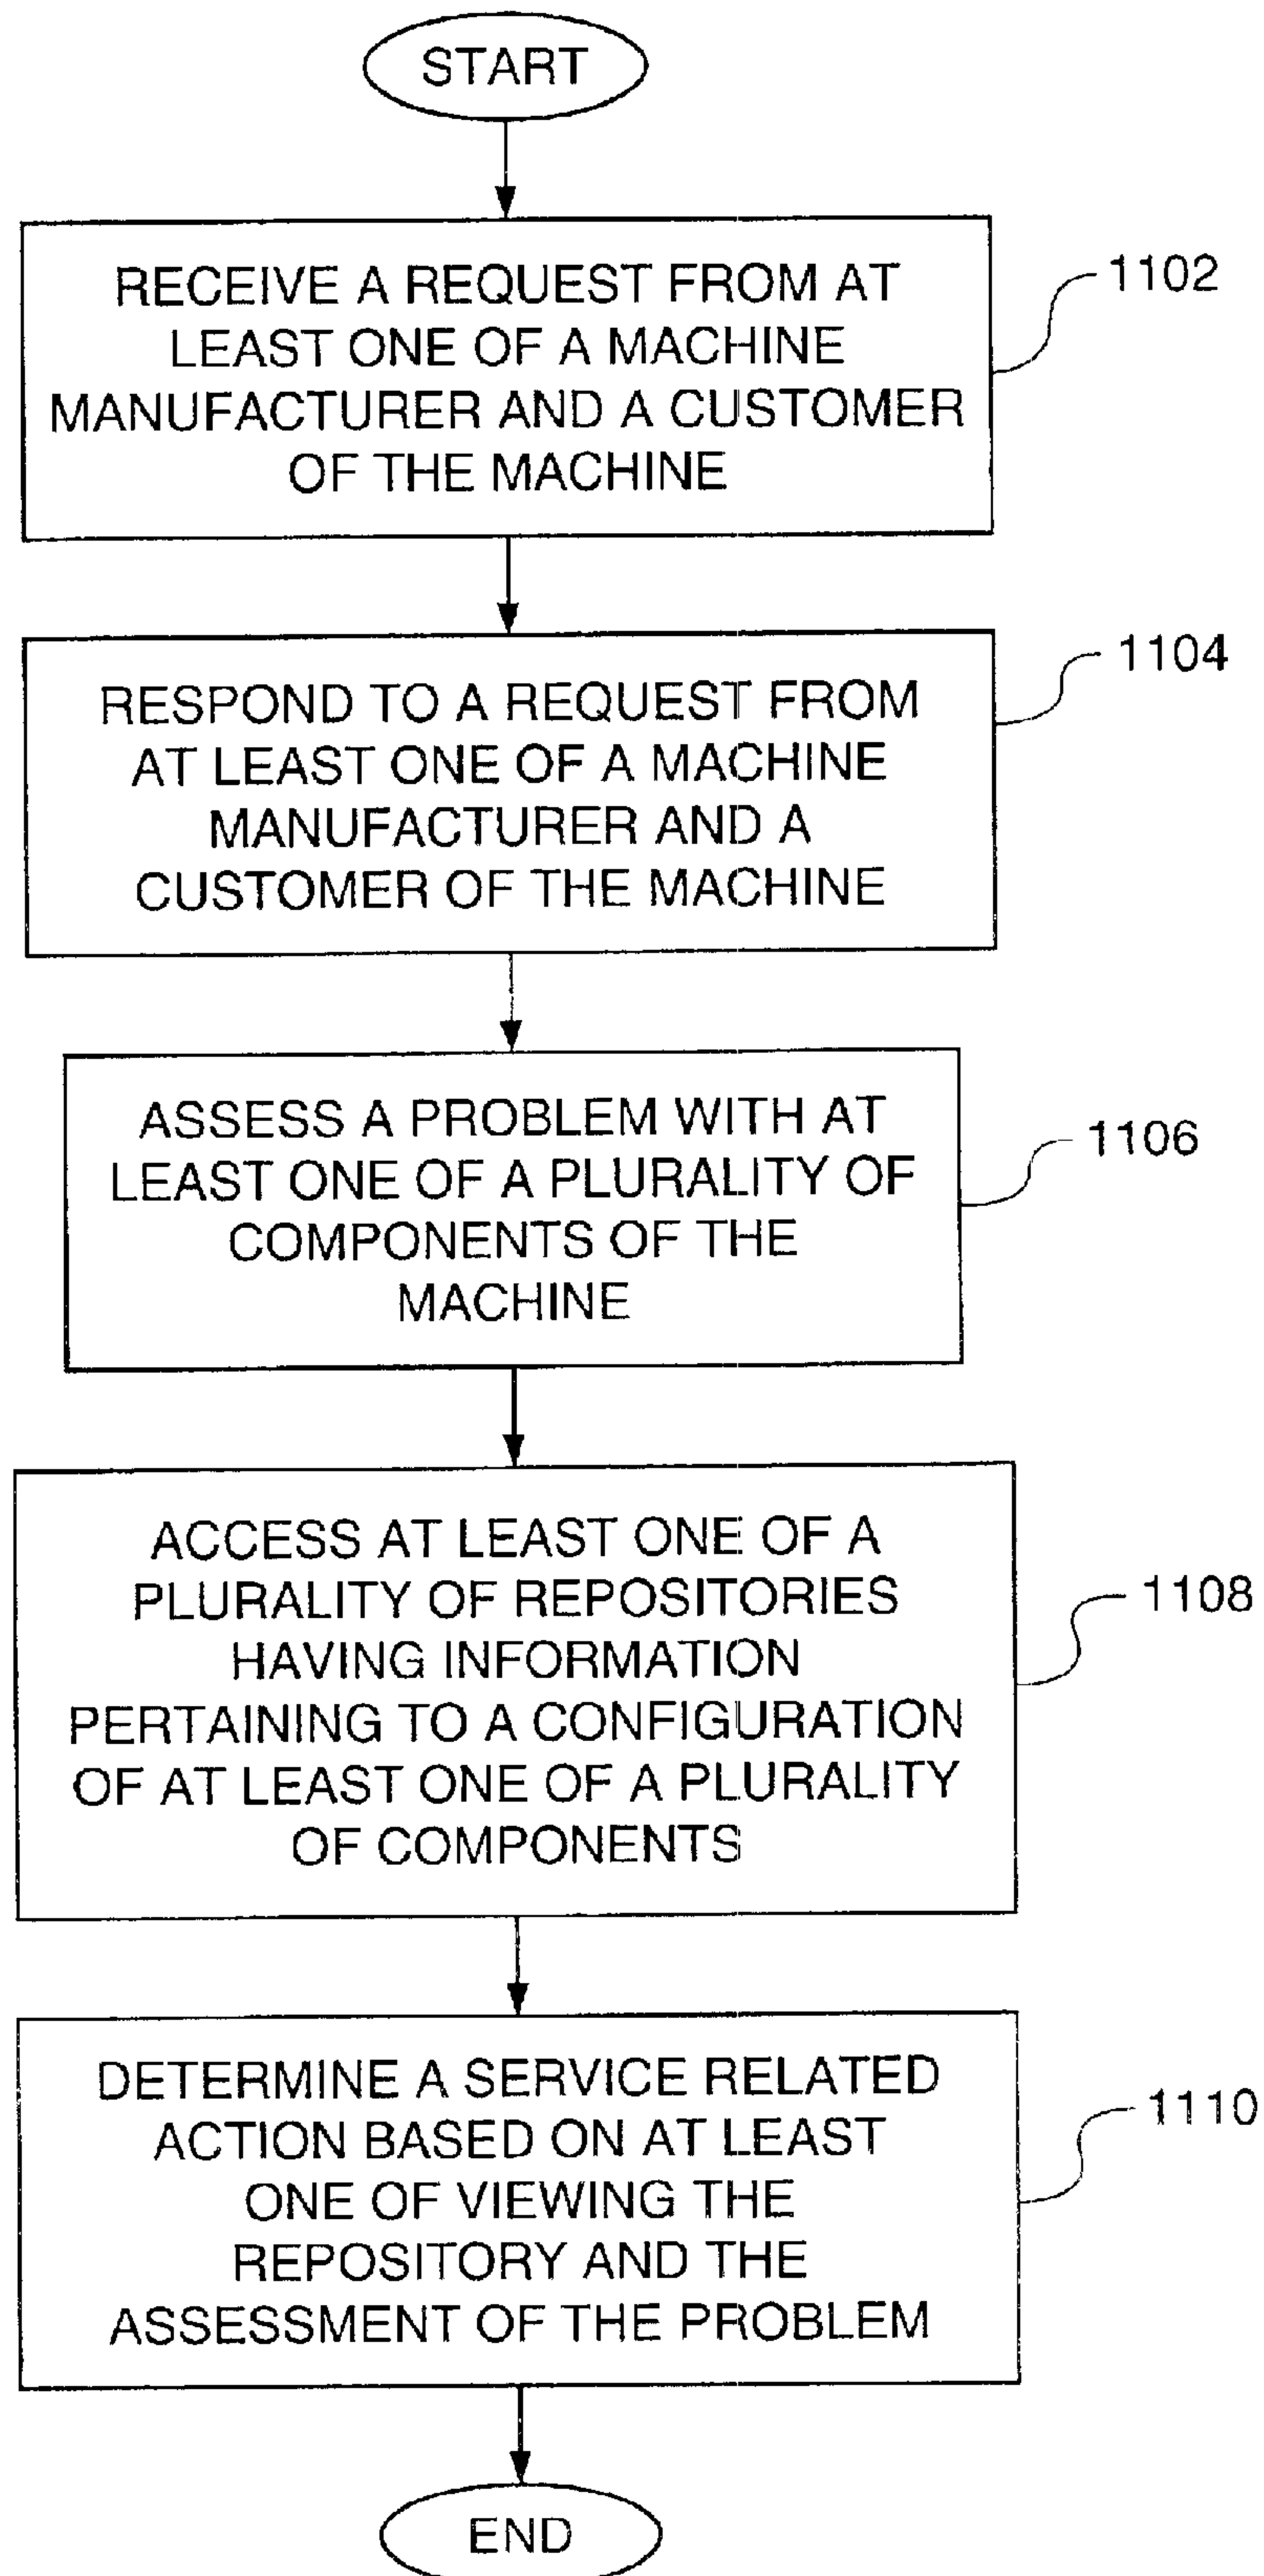 START
RECEIVE A REQUEST FROM AT
LEAST ONE OF A MACHINE
MANUFACTURER AND A CUSTOMER
OF THE MACHINE
1102
RESPOND TO A REQUEST FROM
AT LEAST ONE OF A MACHINE
MANUFACTURER AND A
CUSTOMER OF THE MACHINE
1104
ASSESS A PROBLEM WITH AT
LEAST ONE OF A PLURALITY OF
COMPONENTS OF THE
MACHINE
1106
ACCESS AT LEAST ONE OF A
PLURALITY OF REPOSITORIES
HAVING INFORMATION
PERTAINING TO A CONFIGURATION
OF AT LEAST ONE OF A PLURALITY
OF COMPONENTS
1108
DETERMINE A SERVICE RELATED
ACTION BASED ON AT LEAST
ONE OF VIEWING THE
REPOSITORY AND THE
ASSESSMENT OF THE PROBLEM
1110
END